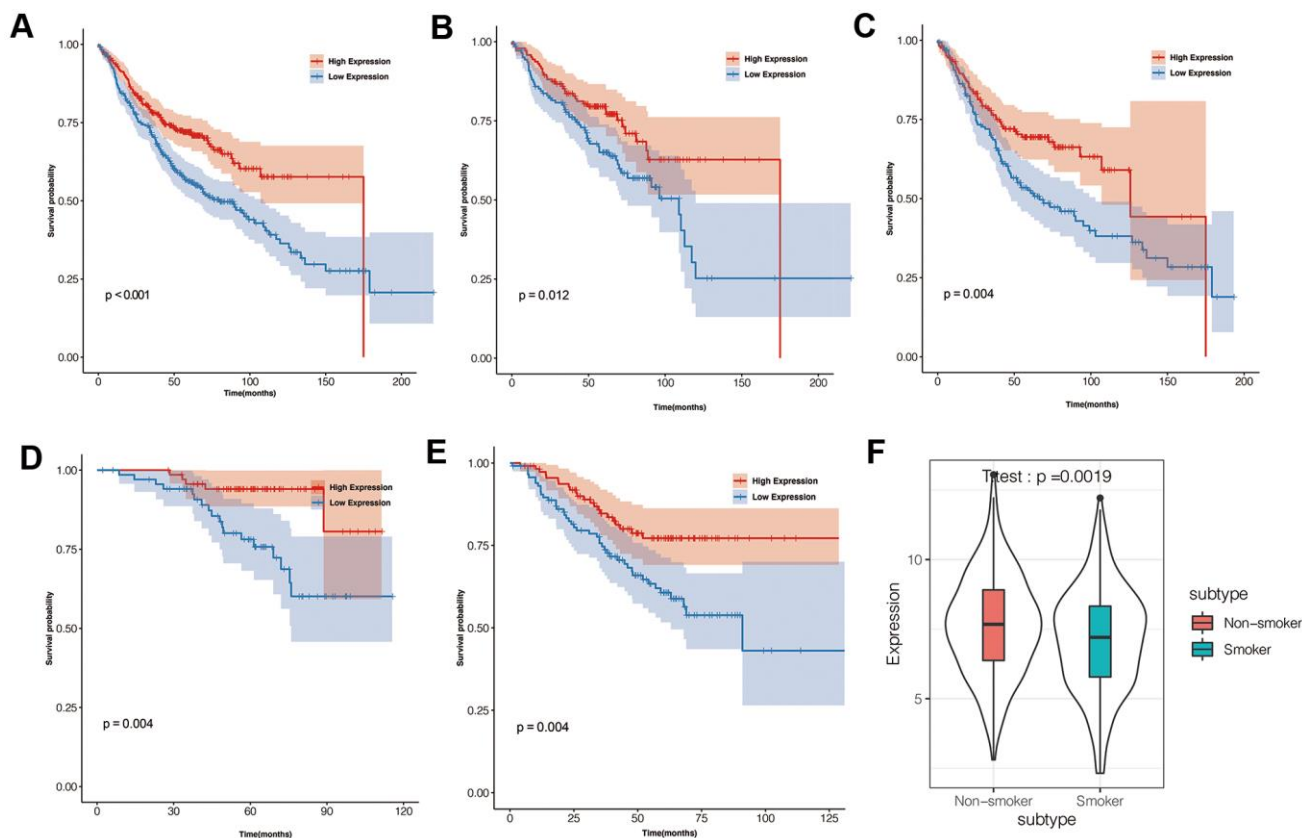 A
1.00
0.75
0.50
0.25
0.00
Survival probability
High Expression
Low Expression
p < 0.001
0 50 100 150 200
Time(months)
B
1.00
0.75
0.50
0.25
0.00
Survival probability
High Expression
Low Expression
p = 0.012
0 50 100 150 200
Time(months)
C
1.00
0.75
0.50
0.25
0.00
Survival probability
High Expression
Low Expression
p = 0.004
0 50 100 150 200
Time(months)
D
1.00
0.75
0.50
0.25
0.00
Survival probability
High Expression
Low Expression
p = 0.004
0 30 60 90 120
Time(months)
E
1.00
0.75
0.50
0.25
0.00
Survival probability
High Expression
Low Expression
p = 0.004
0 25 50 75 100 125
Time(months)
F
T test : p =0.0019
10
5
Expression
Non-smoker Smoker
subtype
subtype
Non-smoker
Smoker